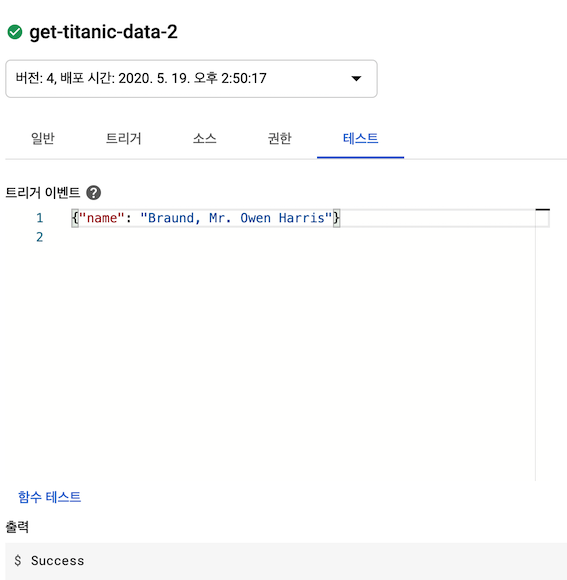 get-titanic-data-2
버전: 4, 배포 시간: 2020. 5. 19. 오후 2:50:17
일반 트리거 소스 권한 테스트
트리거 이벤트 ?
1 {"name": "Braund, Mr. Owen Harris"}
2
함수 테스트
출력
$ Success